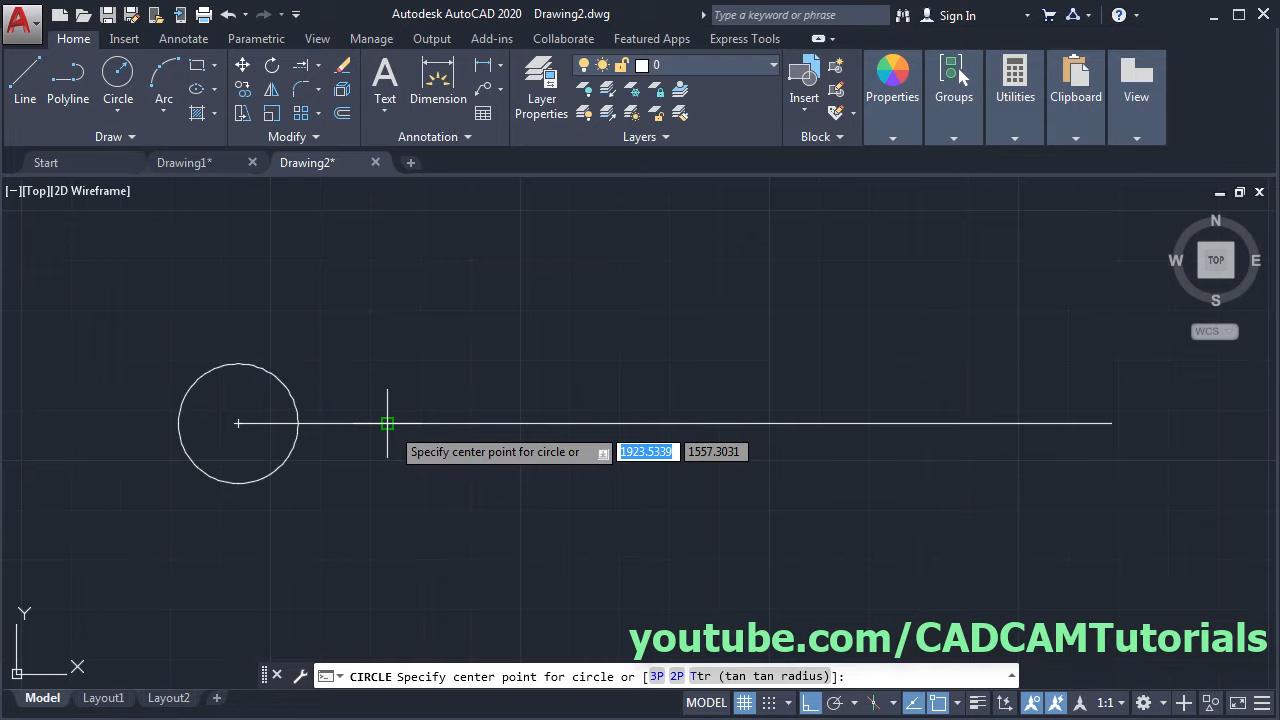 Autodesk AutoCAD 2020 Drawing2.dwg
Type a keyword or phrase
Sign In
Home Insert Annotate Parametric View Manage Output Add-ins Collaborate Featured Apps Express Tools
Line Polyline Circle Arc
Draw
Modify
Text Dimension
Annotation
Layer Properties
0
Layers
Insert
Block
Properties
Groups
Utilities
Clipboard
View
Start Drawing1* Drawing2*
[−][Top][2D Wireframe]
N
W TOP E
S
WCS
Specify center point for circle or 1923.5339 1557.3031
Y
X
youtube.com/CADCAMTutorials
CIRCLE Specify center point for circle or [3P 2P Ttr (tan tan radius)]:
Model Layout1 Layout2
MODEL 1:1